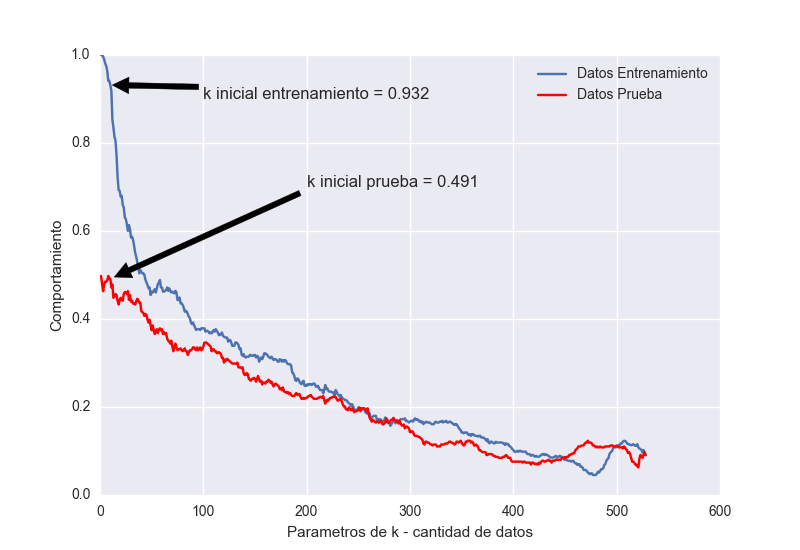 1.0
0.8
0.6
0.4
0.2
0.0
Comportamiento
Datos Entrenamiento
Datos Prueba
k inicial entrenamiento = 0.932
k inicial prueba = 0.491
0 100 200 300 400 500 600
Parametros de k - cantidad de datos